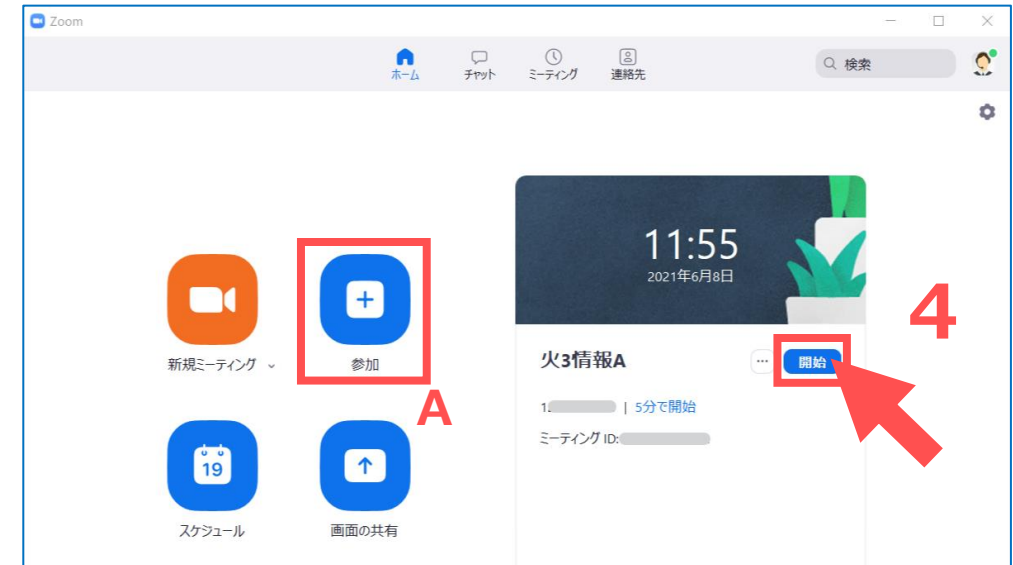 Zoom
ホーム
チャット
ミーティング
連絡先
検索
11:55
2021年6月8日
4
火3情報A
開始
新規ミーティング
参加
A
| 5分で開始
ミーティング ID:
19
スケジュール
画面の共有